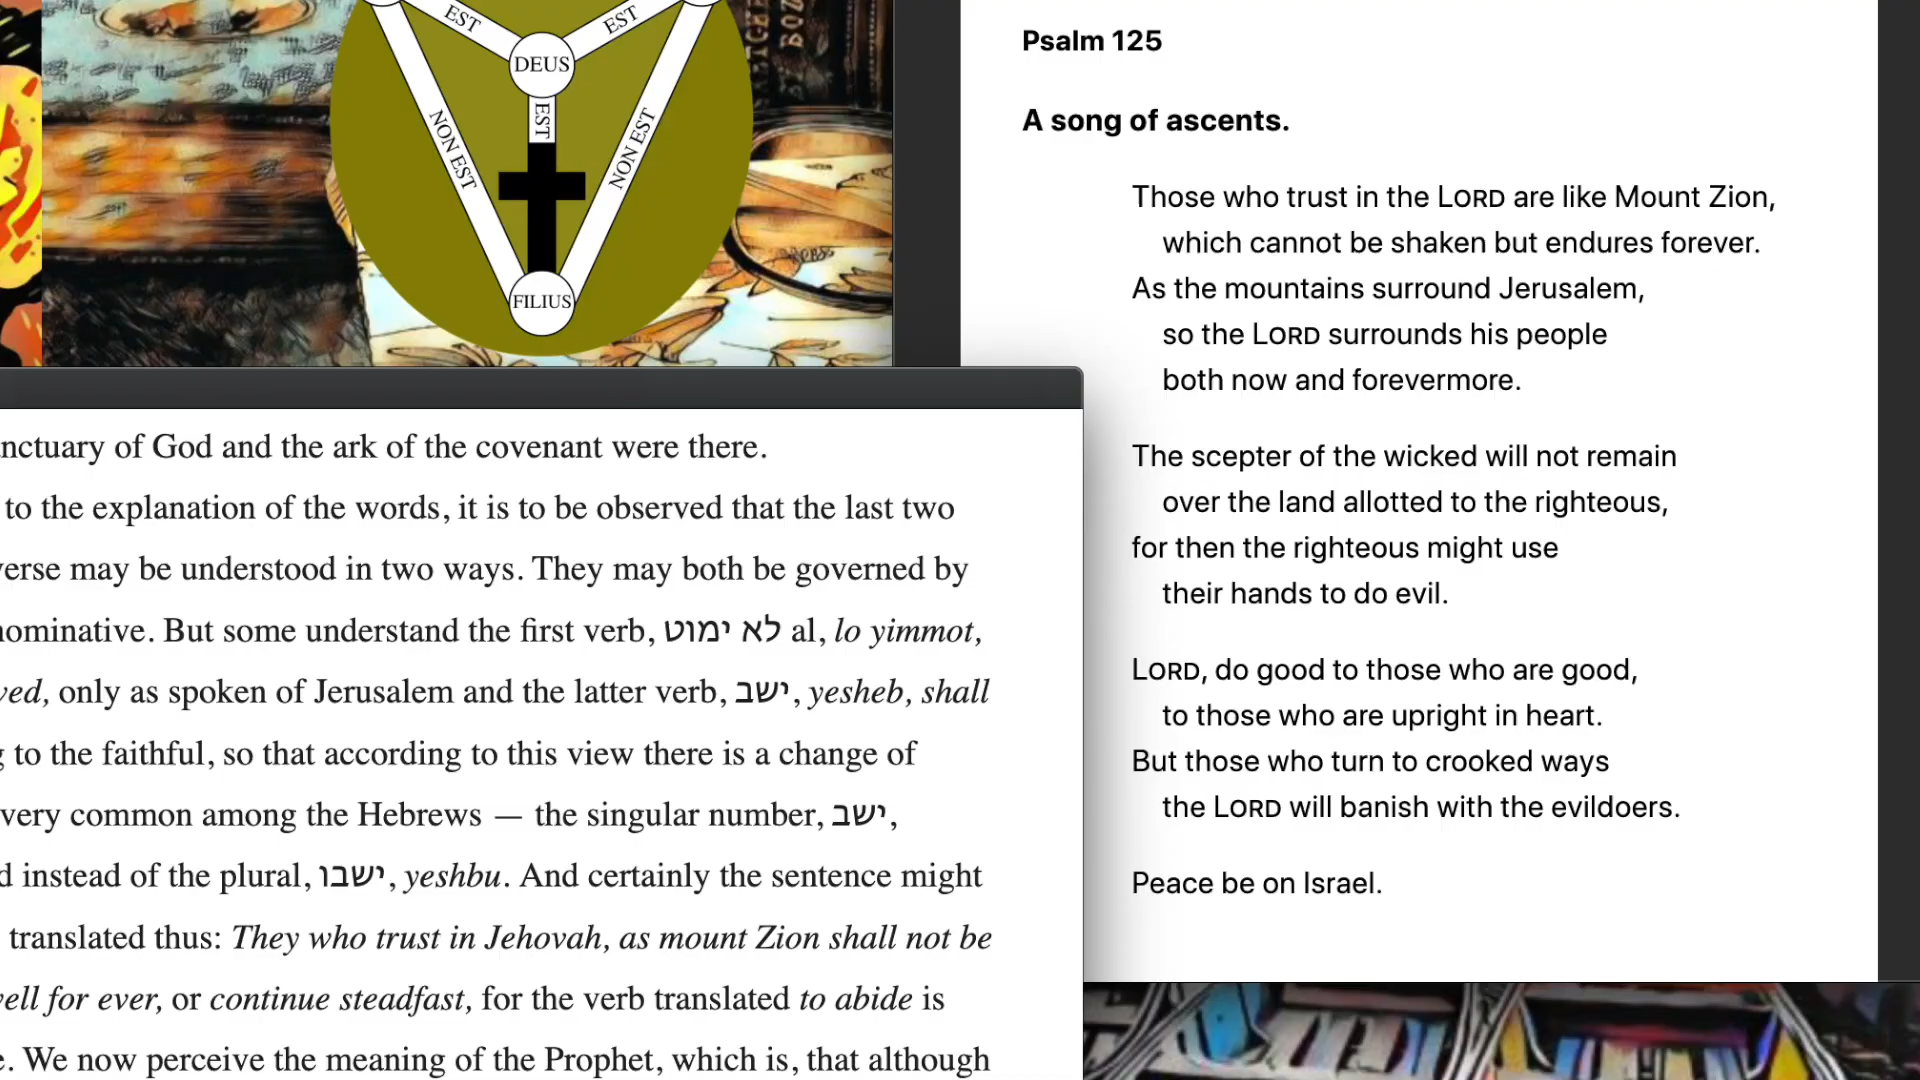 EST
EST
DEUS
EST
NON EST
NON EST
FILIUS
Psalm 125
A song of ascents.
Those who trust in the LORD are like Mount Zion,
which cannot be shaken but endures forever.
As the mountains surround Jerusalem,
so the LORD surrounds his people
both now and forevermore.
The scepter of the wicked will not remain
over the land allotted to the righteous,
for then the righteous might use
their hands to do evil.
LORD, do good to those who are good,
to those who are upright in heart.
But those who turn to crooked ways
the LORD will banish with the evildoers.
Peace be on Israel.
of God and the ark of the covenant were there.
to the explanation of the words, it is to be observed that the last two
may be understood in two ways. They may both be governed by
But some understand the first verb, לא ימוט al, lo yimmot,
only as spoken of Jerusalem and the latter verb, ישב, yesheb, shall
to the faithful, so that according to this view there is a change of
very common among the Hebrews — the singular number, ישב,
instead of the plural, ישבו, yeshbu. And certainly the sentence might
translated thus: They who trust in Jehovah, as mount Zion shall not be
for ever, or continue steadfast, for the verb translated to abide is
We now perceive the meaning of the Prophet, which is, that although